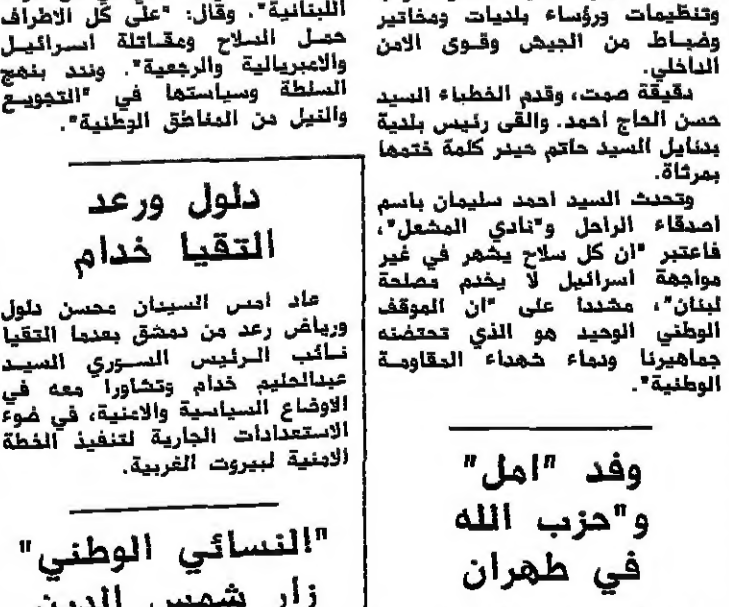 وتنظيمات ورؤساء بلديات ومخاتير
وضباط من الجيش وقوى الامن
الداخلي.
دقيقة صمت، وقدم الخطباء السيد
حسن الحاج احمد. والقى رئيس بلدية
بدنايل السيد حاتم حيدر كلمة ختمها
بمرثاة.
وتحدث السيد احمد سليمان باسم
اصدقاء الراحل و"نادي المشعل"،
فاعتبر "ان كل سلاح يشهر في غير
مواجهة اسرائيل لا يخدم مصلحة
لبنان"، مشدداً على "ان الموقف
الوطني الوحيد هو الذي تحتضنه
جماهيرنا ودماء شهداء المقاومة
الوطنية".
وفد "امل"
و"حزب الله
في طهران
اللبنانية". وقال: "على كل الاطراف
حمل السلاح ومقاتلة اسرائيل
والامبريالية والرجعية". وندد بنهج
السلطة وسياستها في "التجويع
والنيل من المناطق الوطنية".
دلول ورعد
التقيا خدام
عاد امس السيدان محسن دلول
ورياض رعد من دمشق بعدما التقيا
نائب الرئيس السوري السيد
عبدالحليم خدام وتشاورا معه في
الاوضاع السياسية والامنية، في ضوء
الاستعدادات الجارية لتنفيذ الخطة
الامنية لبيروت الغربية.
"النسائي الوطني"
زار شمس الدين